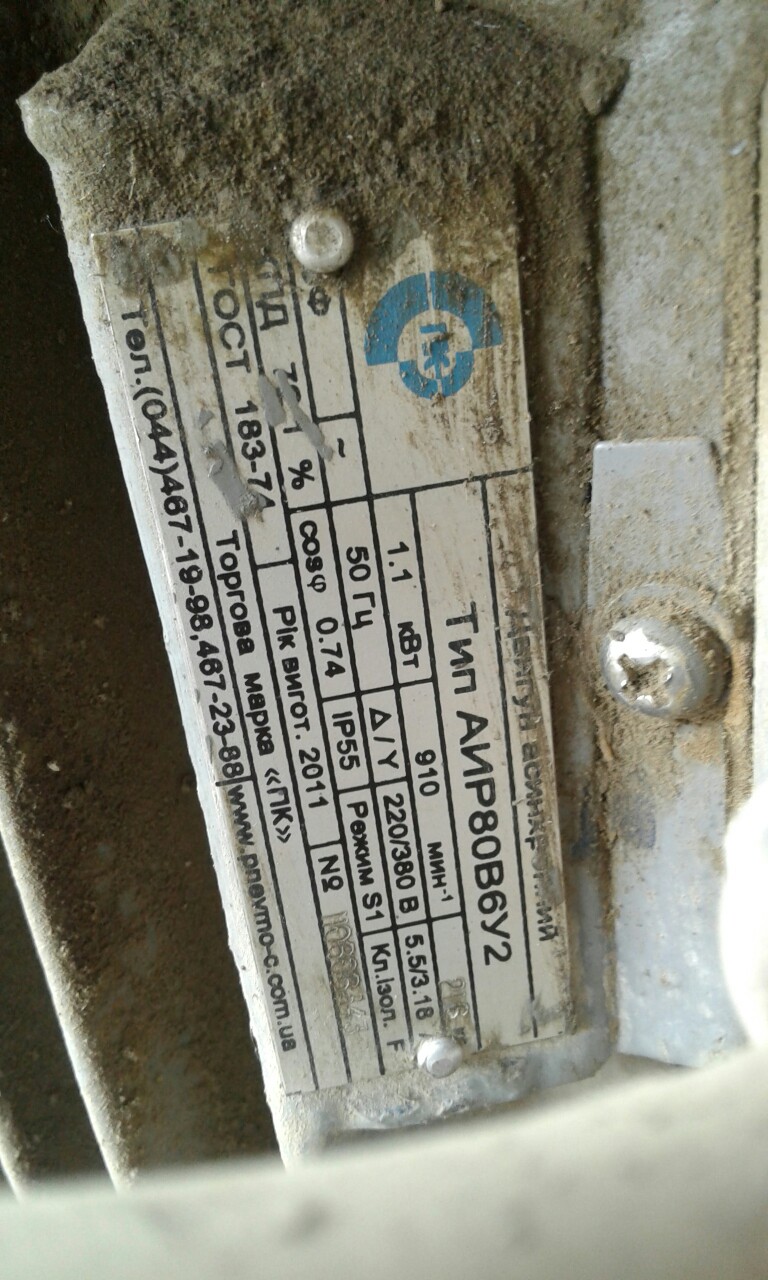 ПК
Двигун асинхронний
Тип АИР80В6У2
1.1 кВт 910 мин-1
~ 50 Гц Δ/Y 220/380 В 5.5/3.18
% cosφ 0.74 IP55 Режим S1 Кл.Ізол. F
ГОСТ 183-74 Рік вигот. 2011 №
Торгова марка «ПК»
Тел.(044)467-19-98,467-23-88 www.pnevmo-c.com.ua